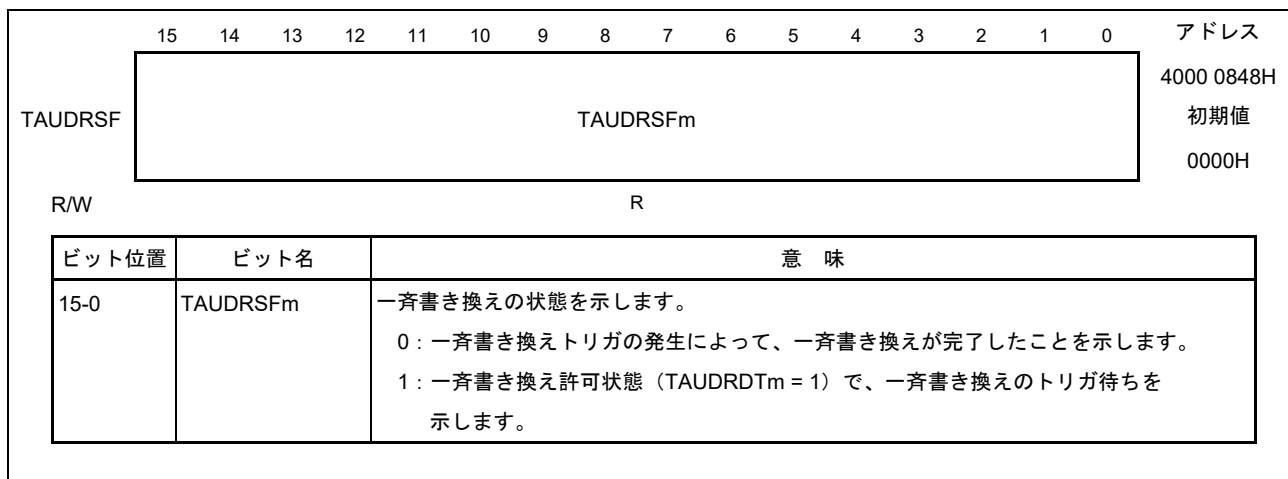 15 14 13 12 11 10 9 8 7 6 5 4 3 2 1 0 アドレス
4000 0848H
TAUDRSF TAUDRSFm 初期値
0000H
R/W R
ビット位置 ビット名 意 味
15-0 TAUDRSFm 一斉書き換えの状態を示します。
0：一斉書き換えトリガの発生によって、一斉書き換えが完了したことを示します。
1：一斉書き換え許可状態（TAUDRDTm = 1）で、一斉書き換えのトリガ待ちを
示します。